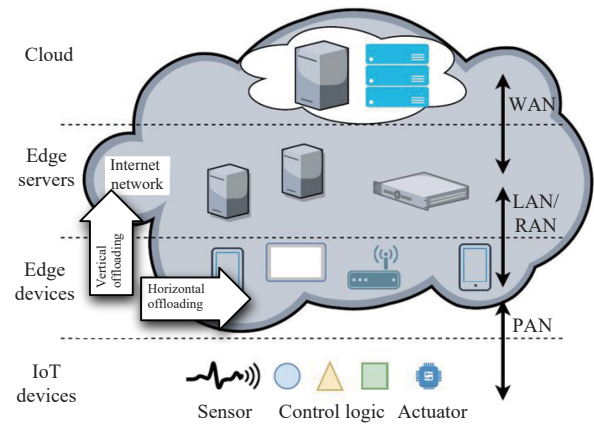 Cloud
WAN
Edge
servers
Internet
network
LAN/
RAN
Vertical
offloading
Edge
devices
Horizontal
offloading
PAN
IoT
devices
Sensor
Control logic
Actuator